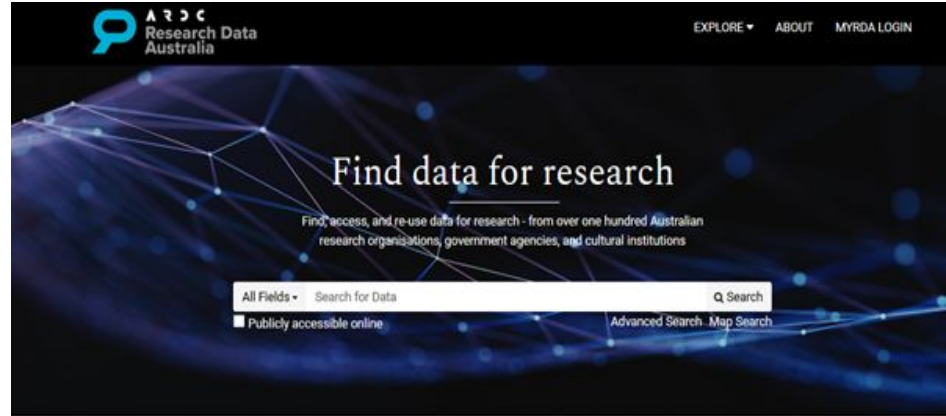 ARDC
Research Data
Australia
EXPLORE ABOUT MYRDA LOGIN
Find data for research
Find, access, and re-use data for research - from over one hundred Australian
research organisations, government agencies, and cultural institutions
All Fields Search for Data Search
Publicly accessible online Advanced Search Map Search